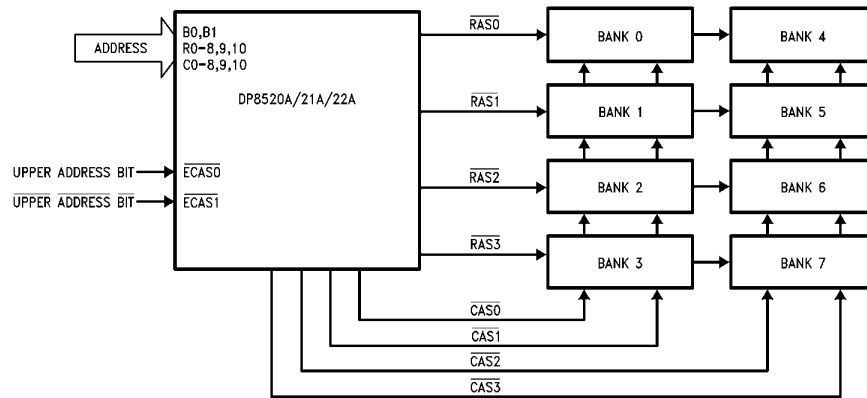 B0,B1
R0-8,9,10
C0-8,9,10
ADDRESS
DP8520A/21A/22A
UPPER ADDRESS BIT
ECAS0
UPPER ADDRESS BIT
ECAS1
RAS0
RAS1
RAS2
RAS3
BANK 0
BANK 4
BANK 1
BANK 5
BANK 2
BANK 6
BANK 3
BANK 7
CAS0
CAS1
CAS2
CAS3